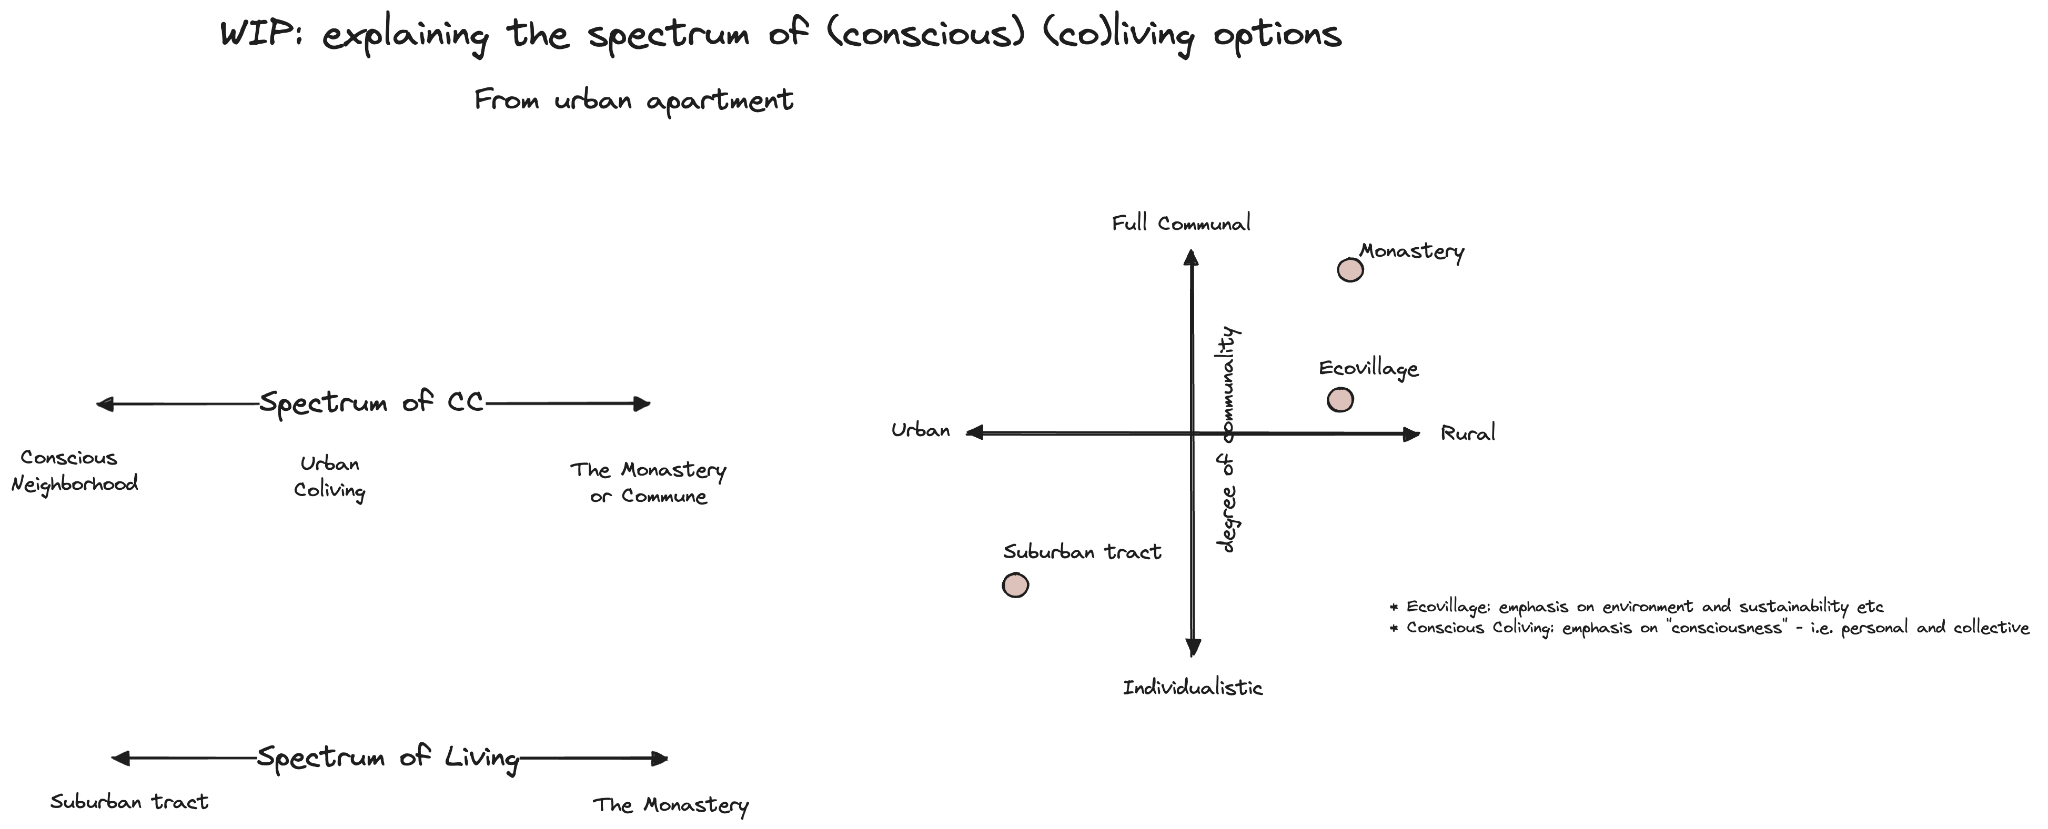 WIP: explaining the spectrum of (conscious) (co)living options
From urban apartment
Spectrum of CC
Conscious
Neighborhood
Urban
Coliving
The Monastery
or Commune
Spectrum of Living
Suburban tract
The Monastery
Full Communal
Monastery
Ecovillage
degree of communality
Urban
Rural
Suburban tract
Individualistic
* Ecovillage: emphasis on environment and sustainability etc
* Conscious Coliving: emphasis on "consciousness" - i.e. personal and collective